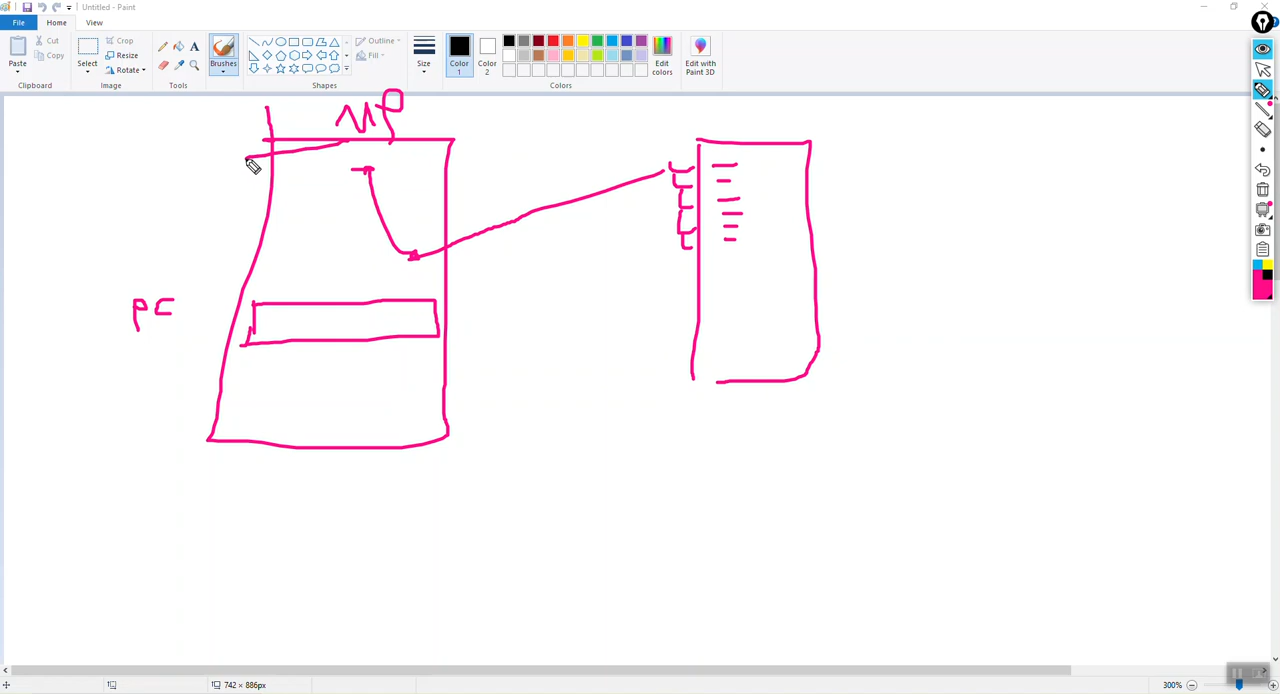 Untitled - Paint
File Home View
Paste
Cut
Copy
Clipboard
Select
Crop
Resize
Rotate
Image
Tools
Brushes
Shapes
Outline
Fill
Size
Color 1
Color 2
Edit colors
Colors
Edit with Paint 3D
MP
PC
742 × 886px
300%